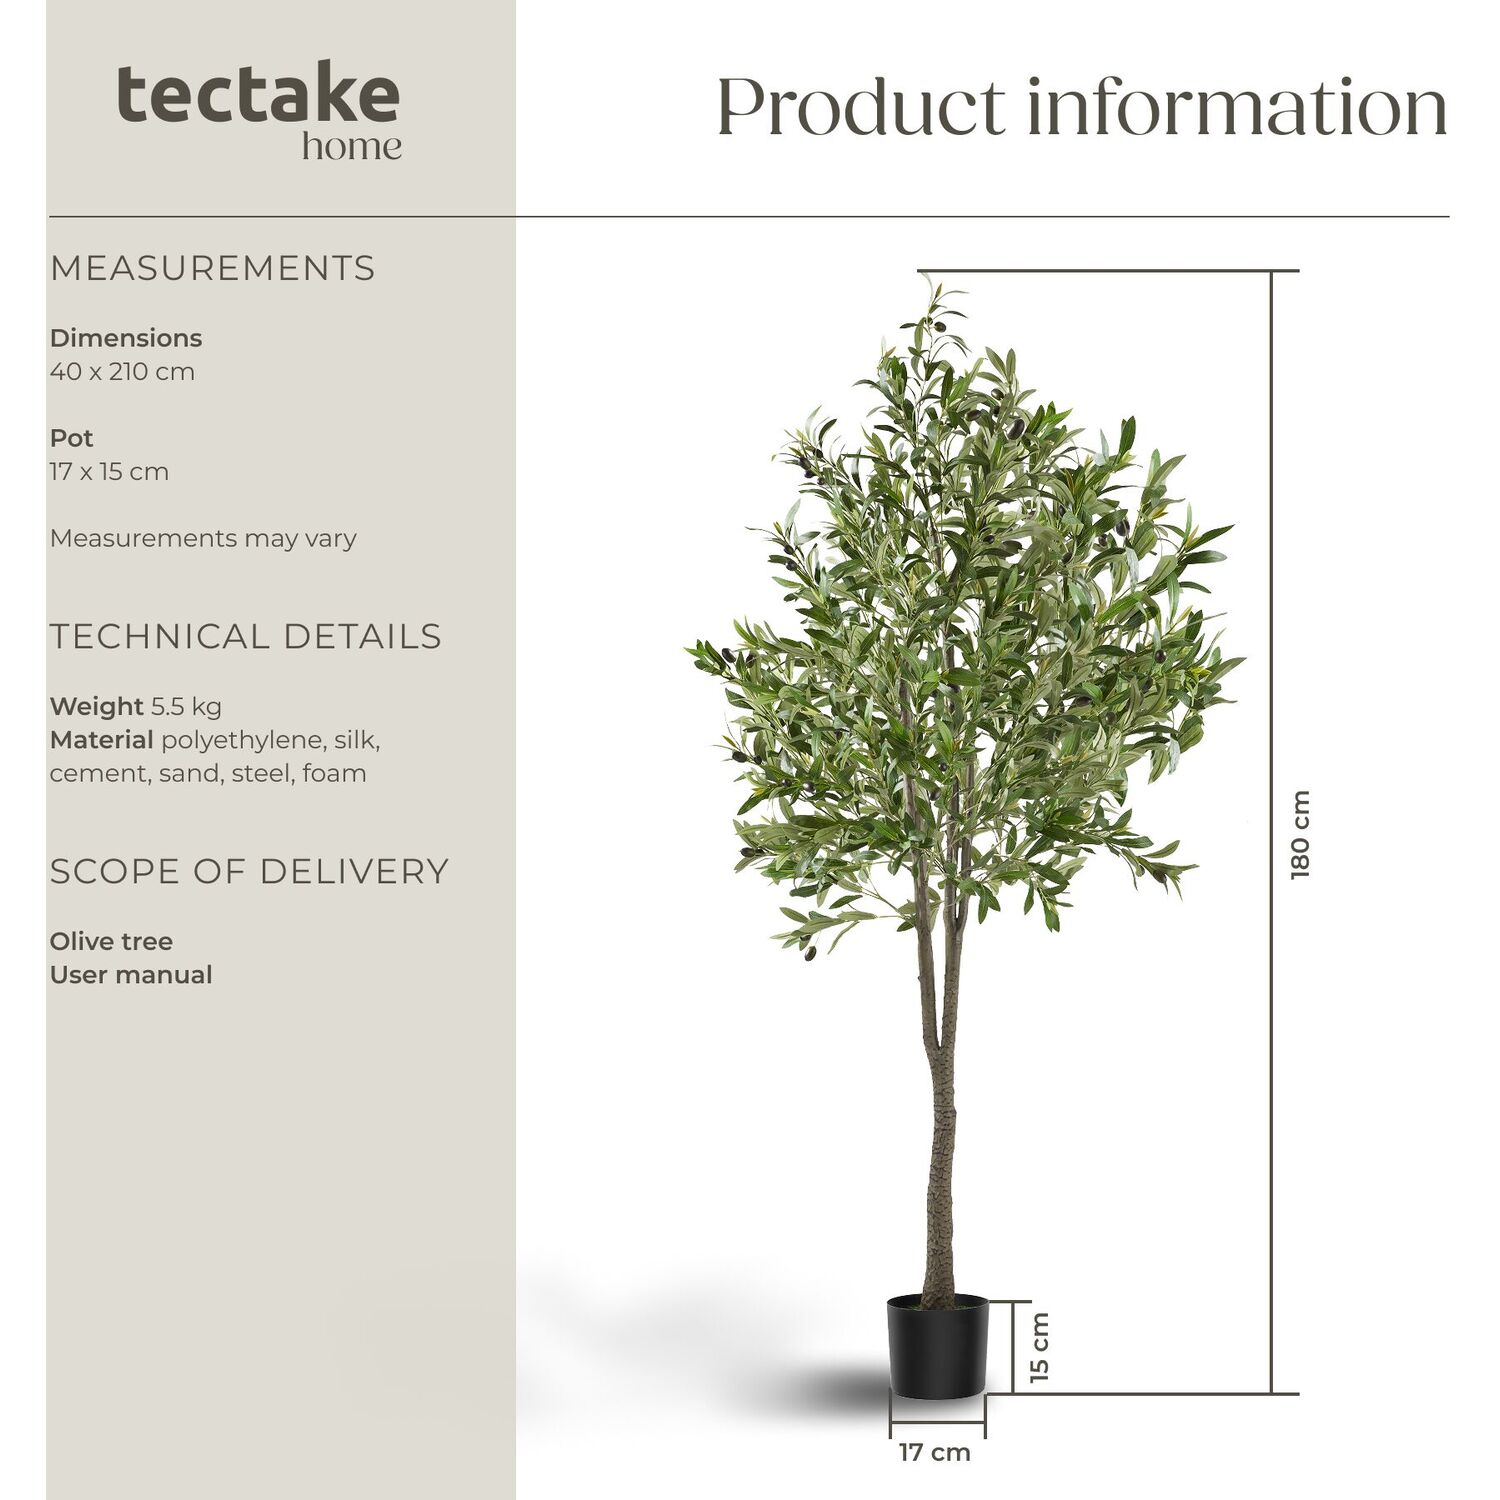 tectake
home
Product information
MEASUREMENTS
Dimensions
40 x 210 cm
Pot
17 x 15 cm
Measurements may vary
TECHNICAL DETAILS
Weight 5.5 kg
Material polyethylene, silk,
cement, sand, steel, foam
SCOPE OF DELIVERY
Olive tree
User manual
180 cm
15 cm
17 cm